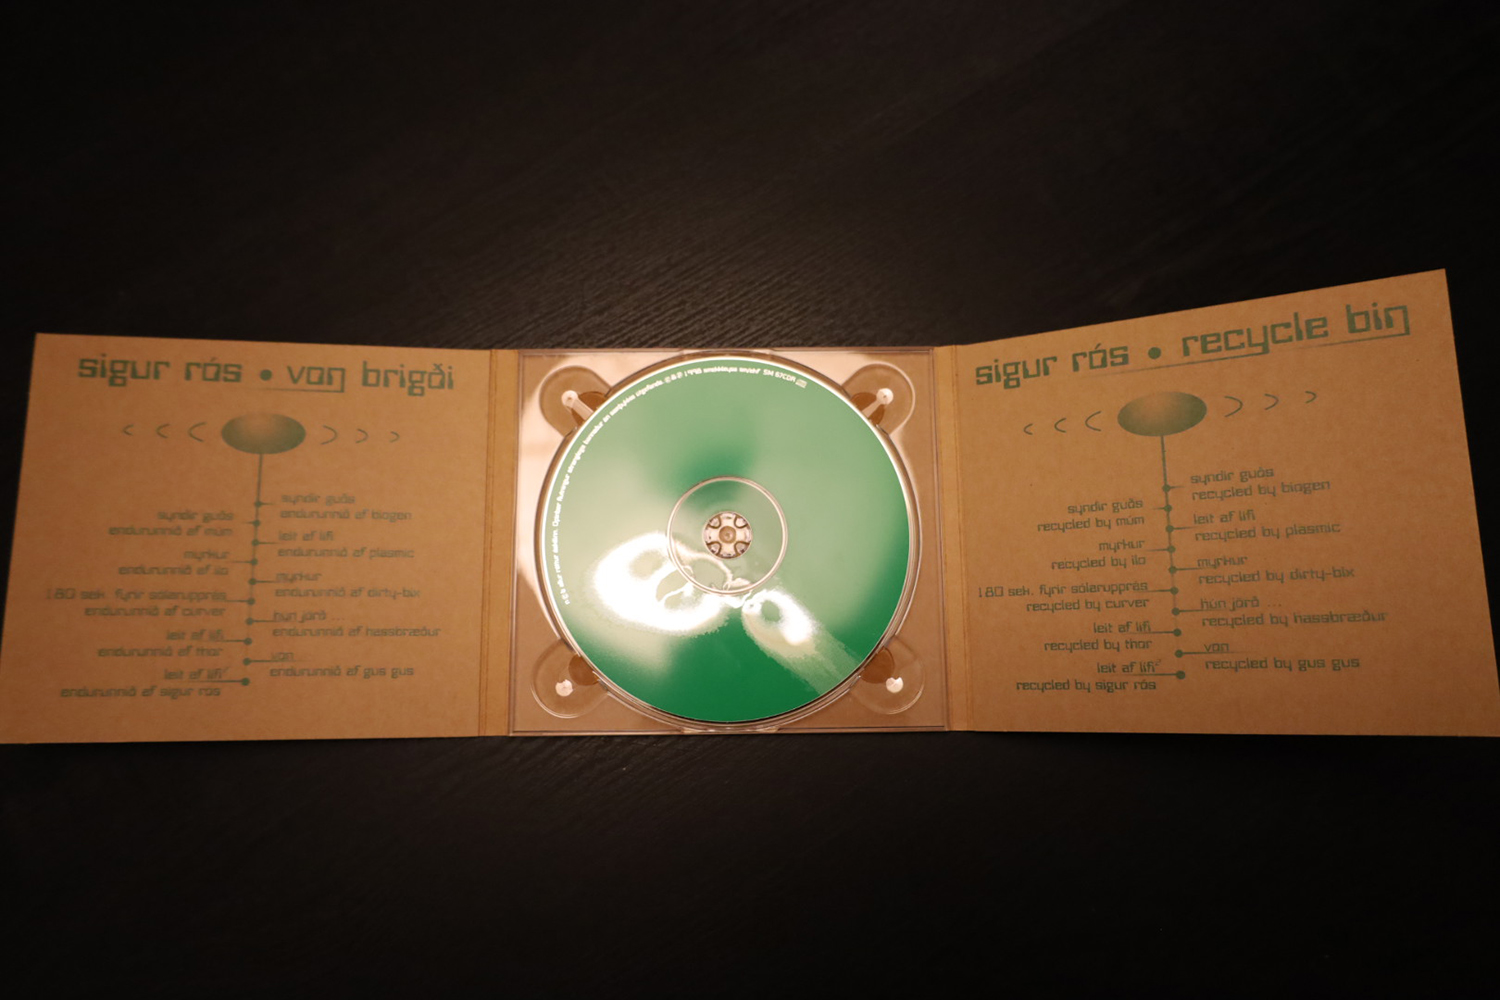 sigur rós • von brigði
syndir guðs
endurunnið af biogen
syndir guðs
endurunnið af múm
leit af lífi
endurunnið af plasmic
myrkur
endurunnið af ilo
myrkur
endurunnið af dirty-bix
180 sek. fyrir sólarupprás
endurunnið af curver
hún jörð ...
endurunnið af hassbræður
leit af lífi
endurunnið af thor
von
endurunnið af gus gus
leit af lífi
endurunnið af sigur rós
SM 67CDR
sigur rós • recycle bin
syndir guðs
recycled by biogen
syndir guðs
recycled by múm
leit af lífi
recycled by plasmic
myrkur
recycled by ilo
myrkur
recycled by dirty-bix
180 sek. fyrir sólarupprás
recycled by curver
hún jörð ...
recycled by hassbræður
leit af lífi
recycled by thor
von
recycled by gus gus
leit af lífi
recycled by sigur rós